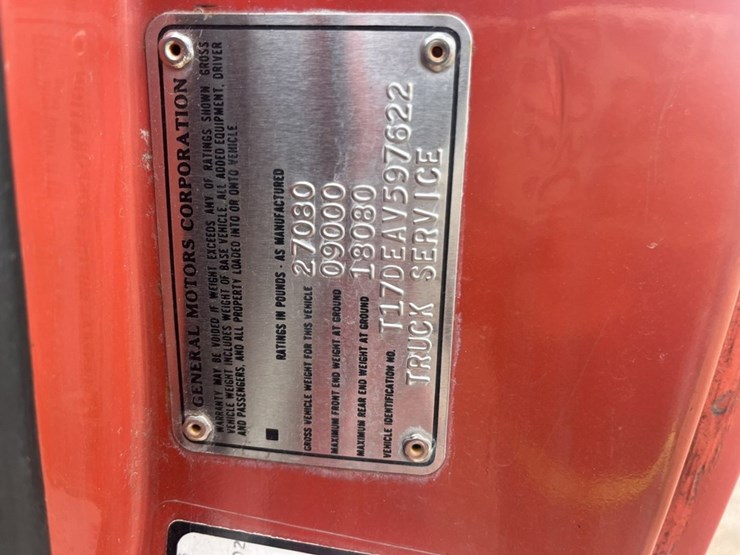 GENERAL MOTORS CORPORATION
WARRANTY MAY BE VOIDED IF WEIGHT EXCEEDS ANY OF RATINGS SHOWN GROSS
VEHICLE WEIGHT INCLUDES WEIGHT OF BASE VEHICLE, ALL ADDED EQUIPMENT, DRIVER
AND PASSENGERS, AND ALL PROPERTY LOADED INTO OR ONTO VEHICLE
RATINGS IN POUNDS - AS MANUFACTURED
GROSS VEHICLE WEIGHT FOR THIS VEHICLE 27080
MAXIMUM FRONT END WEIGHT AT GROUND 09000
MAXIMUM REAR END WEIGHT AT GROUND 18080
VEHICLE IDENTIFICATION NO. T17DEAV597622
TRUCK SERVICE